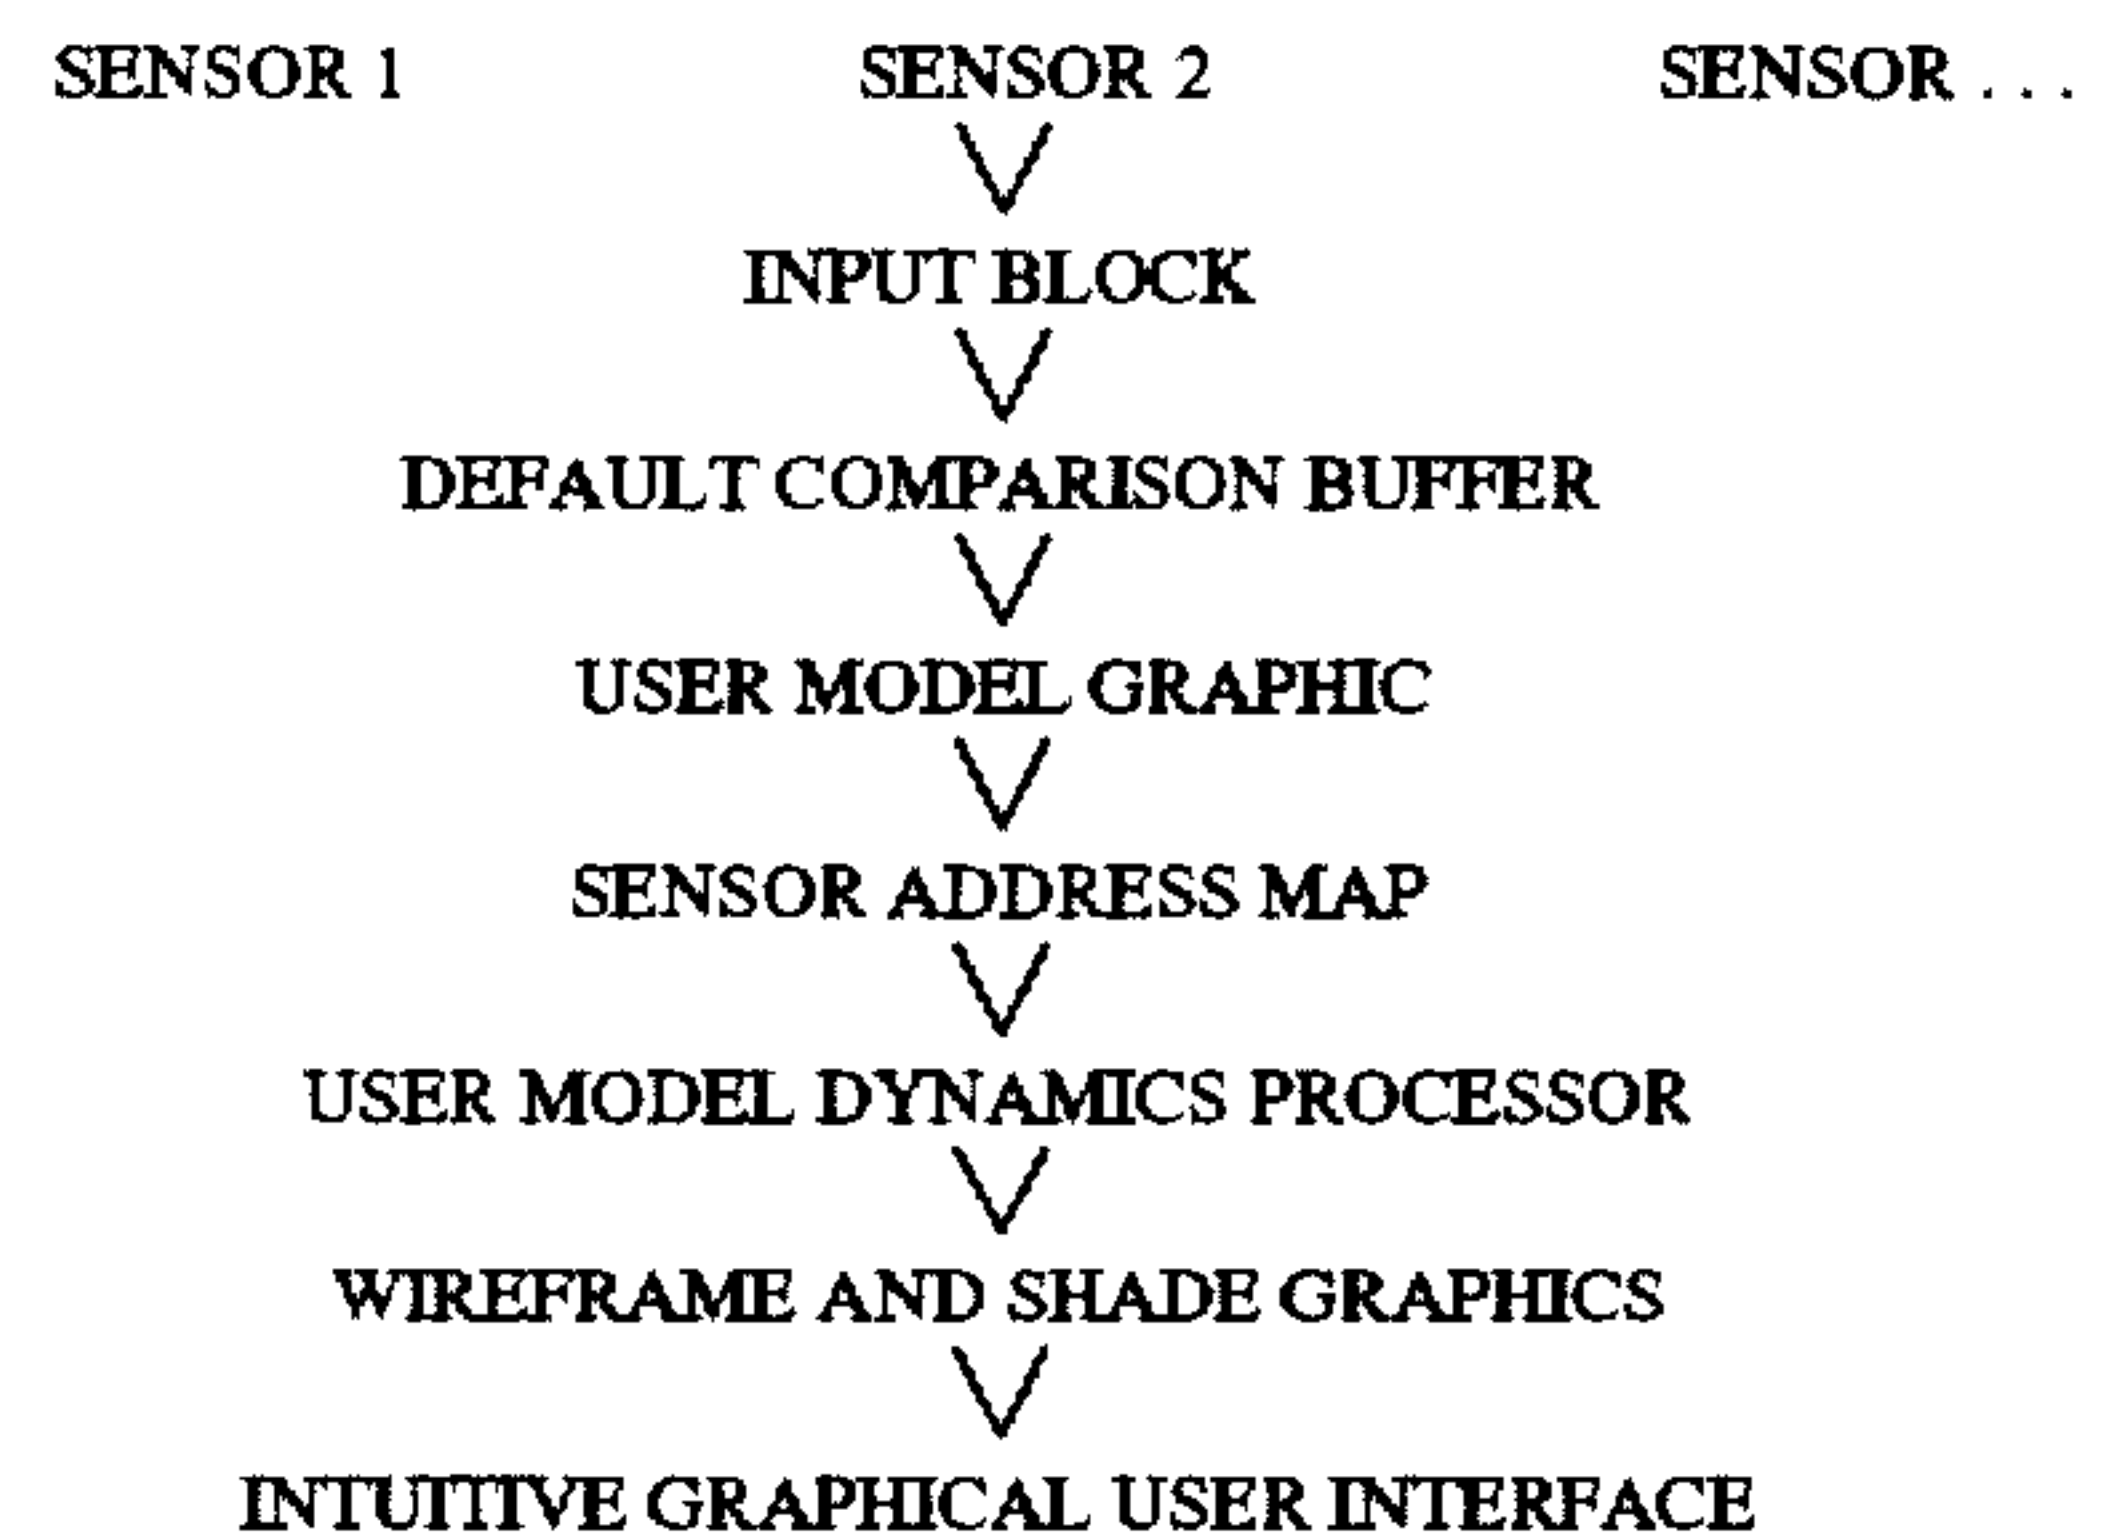 SENSOR 1 SENSOR 2 SENSOR . . .
INPUT BLOCK
DEFAULT COMPARISON BUFFER
USER MODEL GRAPHIC
SENSOR ADDRESS MAP
USER MODEL DYNAMICS PROCESSOR
WIREFRAME AND SHADE GRAPHICS
INTUITIVE GRAPHICAL USER INTERFACE